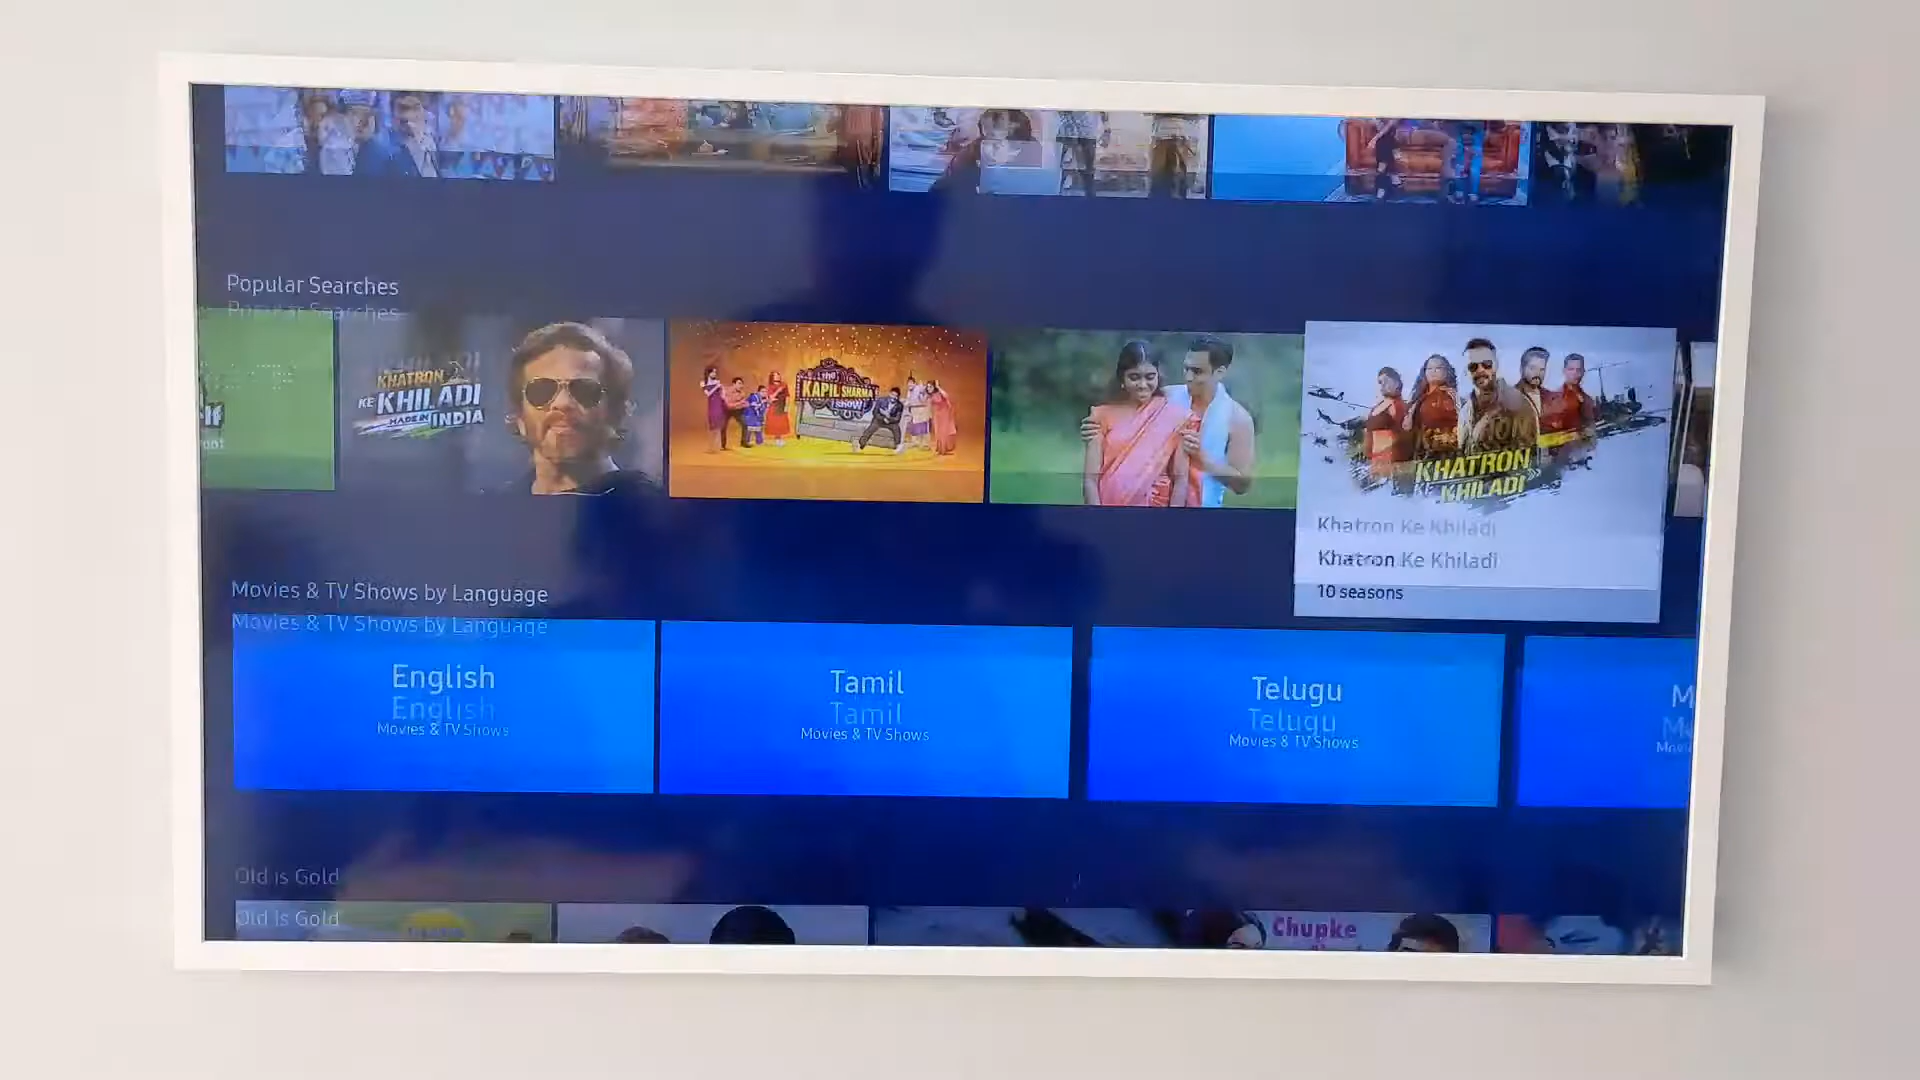 Popular Searches
Popular Searches
KHATRON
KE KHILADI
MADE IN INDIA
the
KAPIL SHARMA
show
KHATRON
KE KHILADI
Khatron Ke Khiladi
Khatron Ke Khiladi
10 seasons
Movies & TV Shows by Language
Movies & TV Shows by Language
English
English
Movies & TV Shows
Tamil
Tamil
Movies & TV Shows
Telugu
Telugu
Movies & TV Shows
Old is Gold
Old is Gold
Chupke